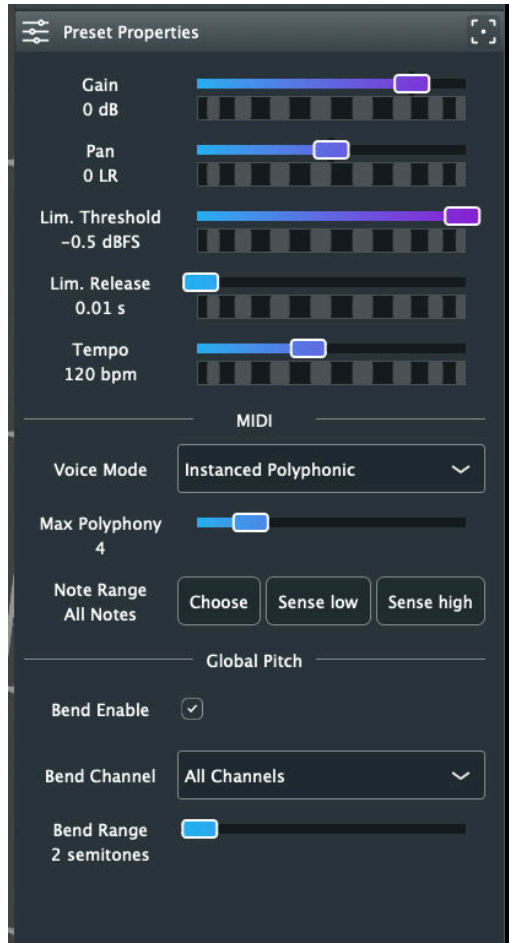 Preset Properties
Gain
0 dB
Pan
0 LR
Lim. Threshold
-0.5 dBFS
Lim. Release
0.01 s
Tempo
120 bpm
MIDI
Voice Mode
Instanced Polyphonic
Max Polyphony
4
Note Range
All Notes
Choose
Sense low
Sense high
Global Pitch
Bend Enable
Bend Channel
All Channels
Bend Range
2 semitones